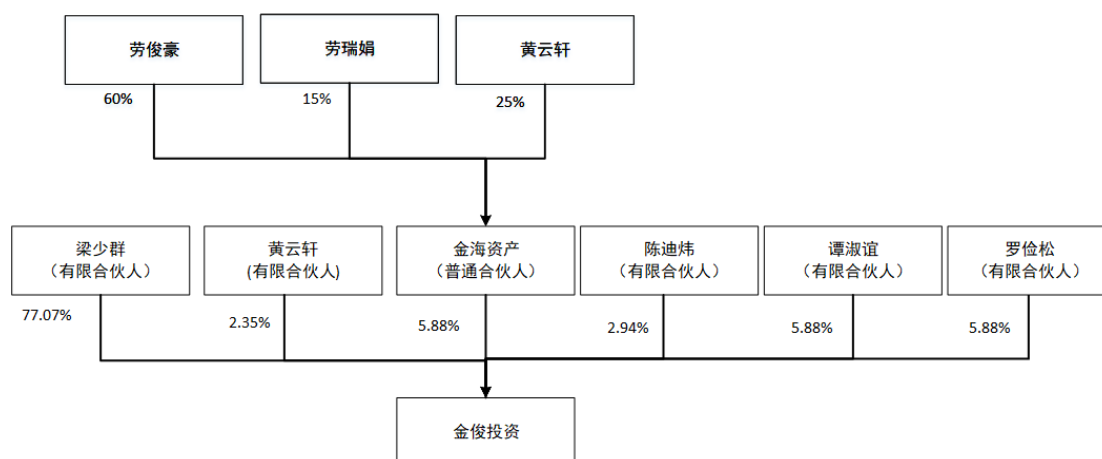 劳俊豪
劳瑞娟
黄云轩
60%
15%
25%
梁少群
（有限合伙人）
黄云轩
(有限合伙人)
金海资产
（普通合伙人）
陈迪炜
（有限合伙人）
谭淑谊
（有限合伙人）
罗俭松
（有限合伙人）
77.07%
2.35%
5.88%
2.94%
5.88%
5.88%
金俊投资